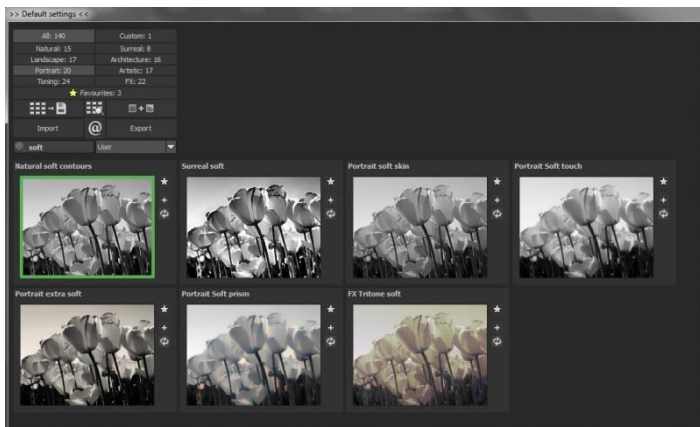 >> Default settings <<
All: 140 Custom: 1
Natural: 15 Surreal: 8
Landscape: 17 Architecture: 16
Portrait: 20 Artistic: 17
Toning: 24 FX: 22
Favourites: 3
Import @ Export
soft User
Natural soft contours Surreal soft Portrait soft skin Portrait Soft touch
Portrait extra soft Portrait Soft prism FX Tritone soft